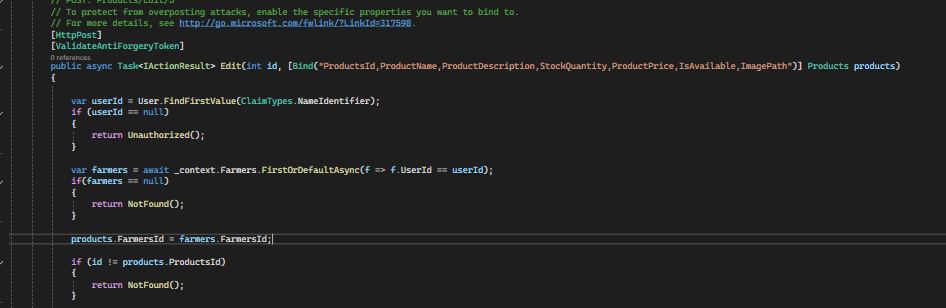 // POST: Products/Edit/5
// To protect from overposting attacks, enable the specific properties you want to bind to.
// For more details, see http://go.microsoft.com/fwlink/?LinkId=317598.
[HttpPost]
[ValidateAntiForgeryToken]
0 references
public async Task<IActionResult> Edit(int id, [Bind("ProductsId,ProductName,ProductDescription,StockQuantity,ProductPrice,IsAvailable,ImagePath")] Products products)
{
var userId = User.FindFirstValue(ClaimTypes.NameIdentifier);
if (userId == null)
{
return Unauthorized();
}
var farmers = await _context.Farmers.FirstOrDefaultAsync(f => f.UserId == userId);
if(farmers == null)
{
return NotFound();
}
products.FarmersId = farmers.FarmersId;
if (id != products.ProductsId)
{
return NotFound();
}